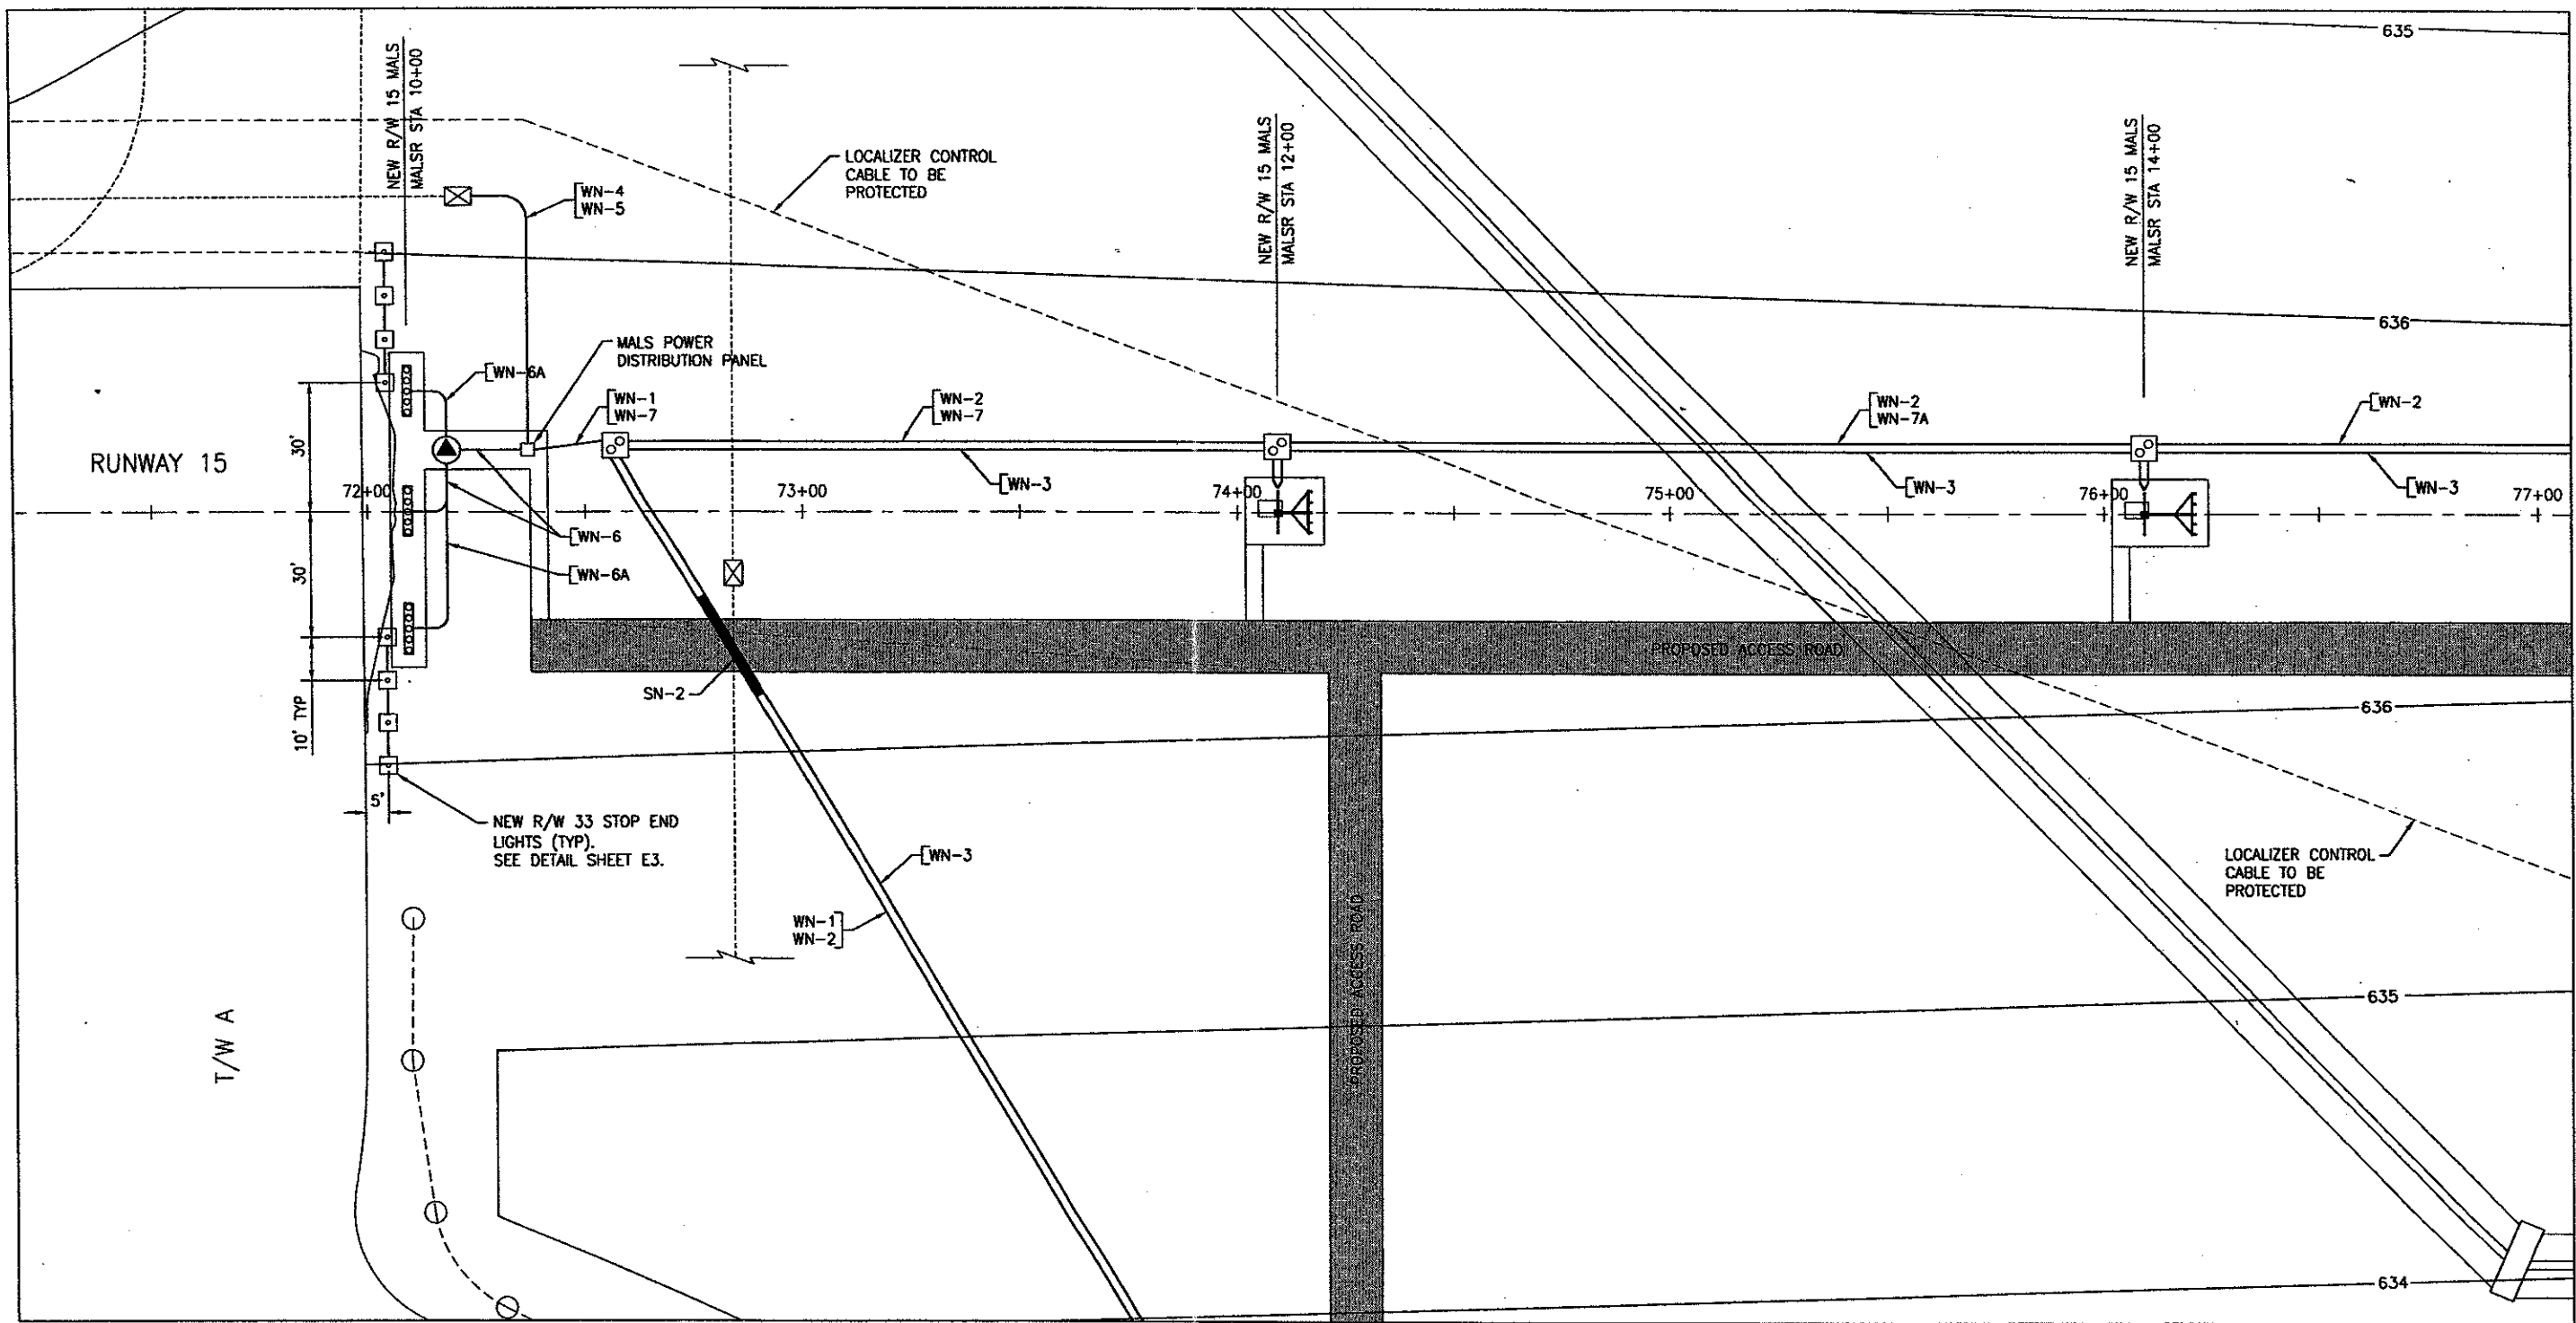 635
NEW R/W 15 MALS
MALSR STA 10+00
LOCALIZER CONTROL
CABLE TO BE
PROTECTED
NEW R/W 15 MALS
MALSR STA 12+00
NEW R/W 15 MALS
MALSR STA 14+00
WN-4
WN-5
636
MALS POWER
DISTRIBUTION PANEL
WN-6A
WN-1
WN-7
WN-2
WN-7
WN-2
WN-7A
WN-2
30'
RUNWAY 15
WN-3
WN-3
WN-3
72+00
73+00
74+00
75+00
76+00
77+00
WN-6
30'
WN-6A
PROPOSED ACCESS ROAD
SN-2
10' TYP
636
5'
NEW R/W 33 STOP END
LIGHTS (TYP).
SEE DETAIL SHEET E3.
WN-3
LOCALIZER CONTROL
CABLE TO BE
PROTECTED
WN-1
WN-2
PROPOSED ACCESS ROAD
635
T/W A
634